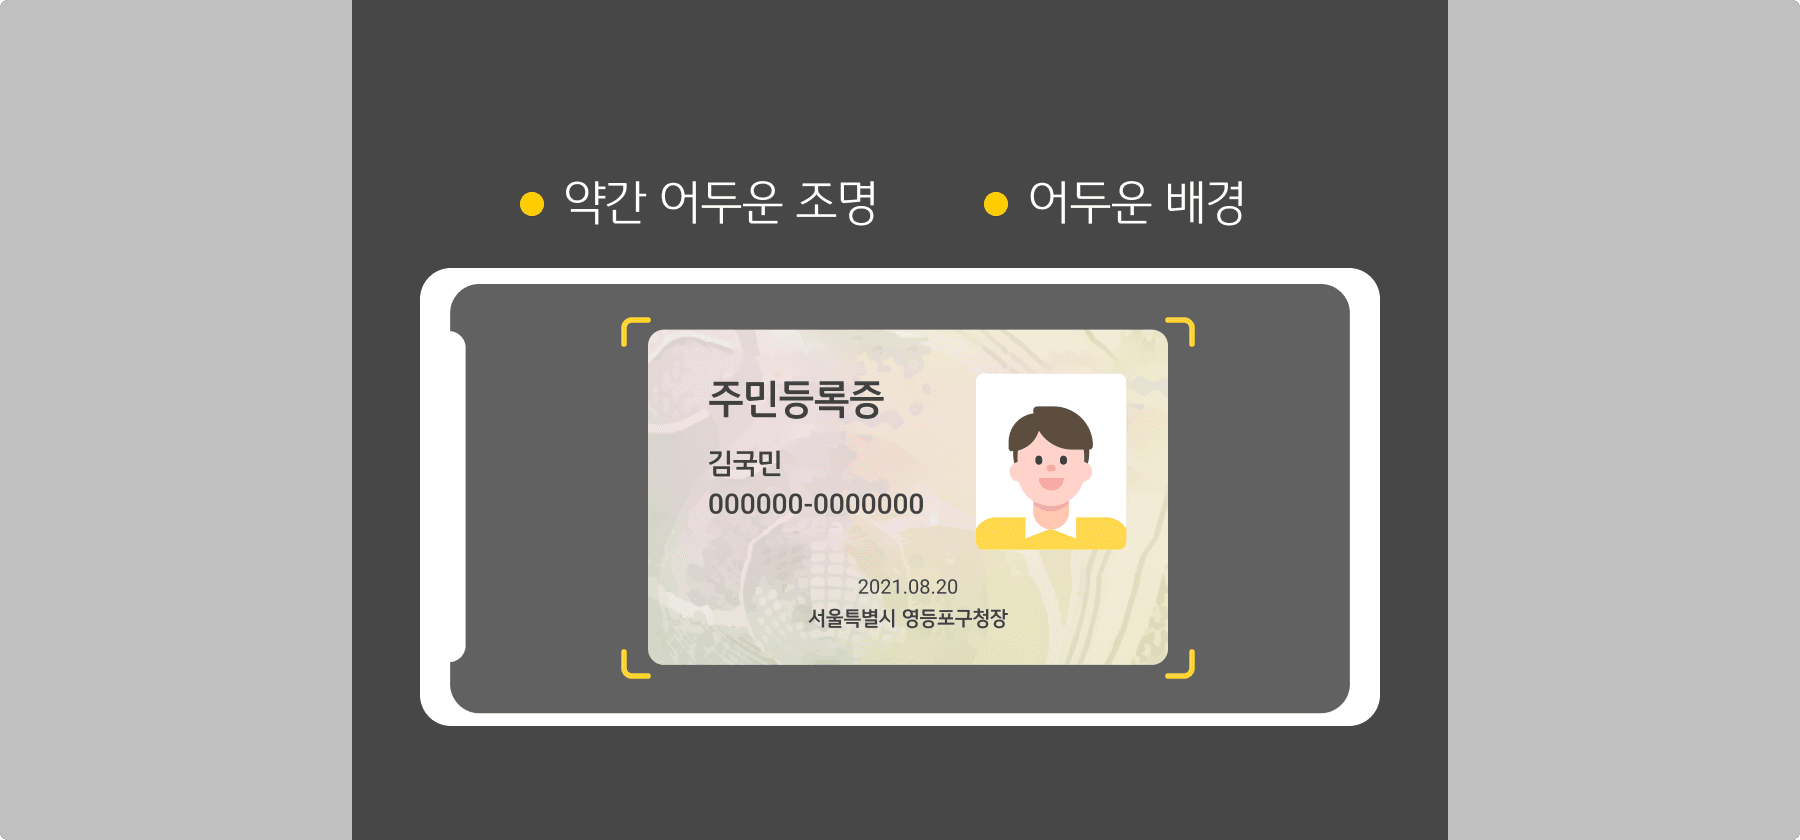 약간 어두운 조명
어두운 배경
주민등록증
김국민
000000-0000000
2021.08.20
서울특별시 영등포구청장